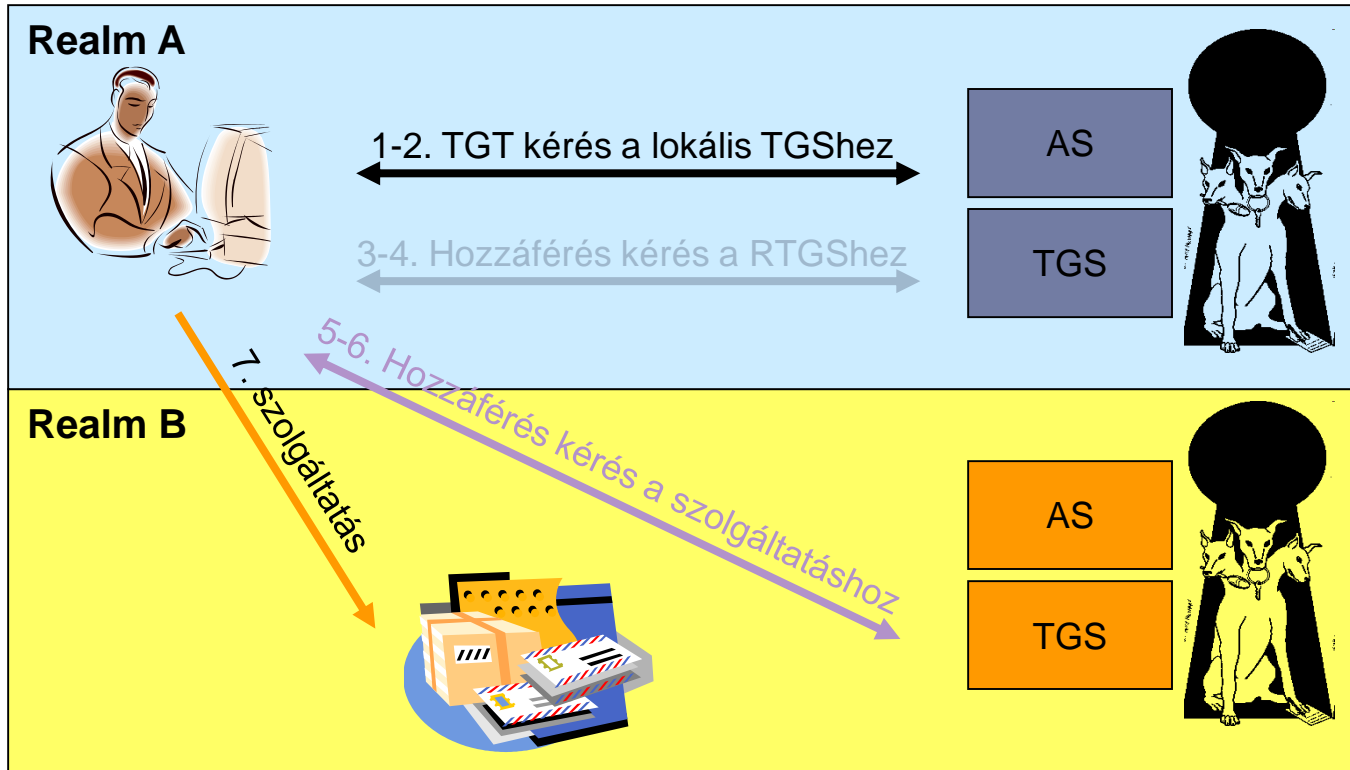 Realm A
1-2. TGT kérés a lokális TGShez
AS
3-4. Hozzáférés kérés a RTGShez
TGS
5-6. Hozzáférés kérés a szolgáltatáshoz
7. szolgáltatás
Realm B
AS
TGS